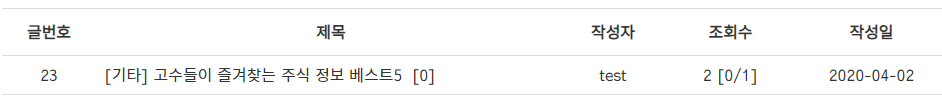 글번호 제목 작성자 조회수 작성일
23 [기타] 고수들이 즐겨찾는 주식 정보 베스트5 [0] test 2 [0/1] 2020-04-02